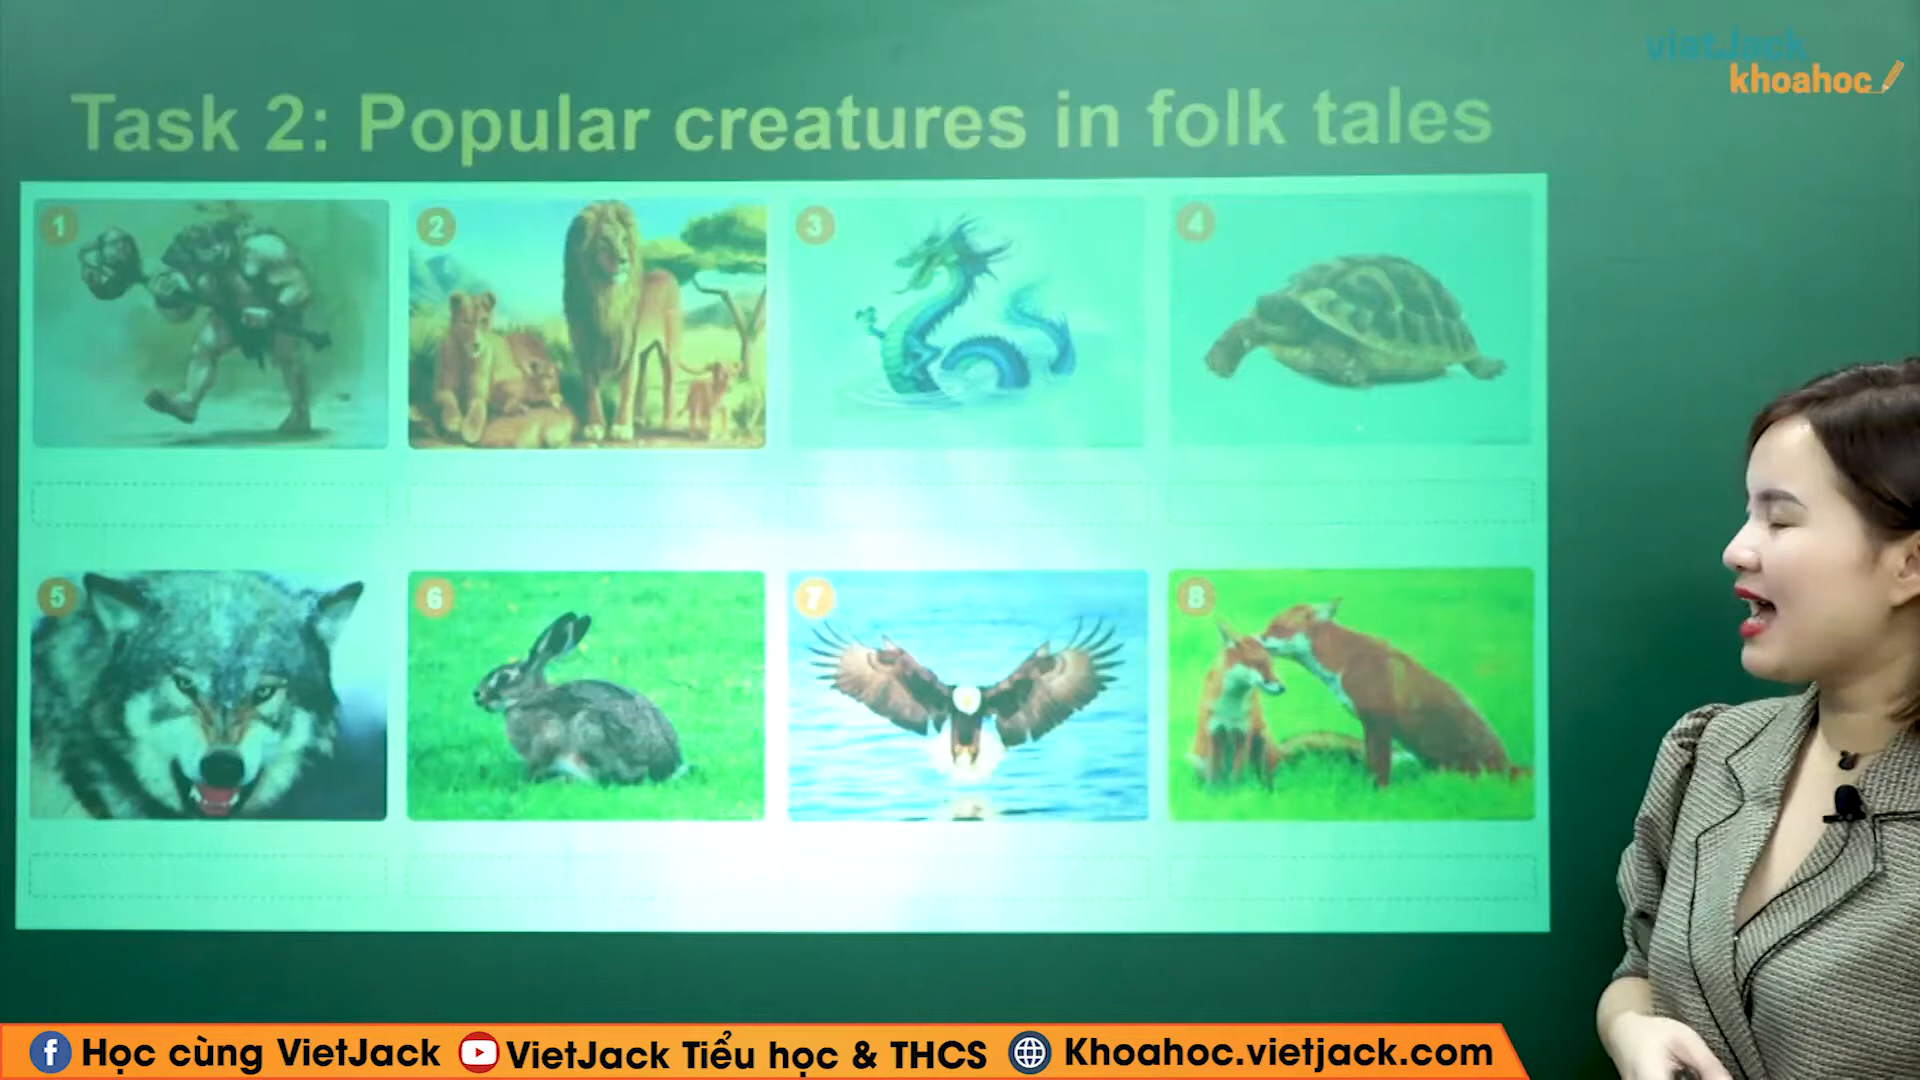 vietJack
khoahoc
Task 2: Popular creatures in folk tales
1
2
3
4
5
6
7
8
Học cùng VietJack
VietJack Tiểu học & THCS
Khoahoc.vietjack.com